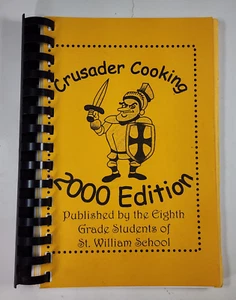 Crusader Cooking
2000 Edition
Published by the Eighth
Grade Students of
St. William School